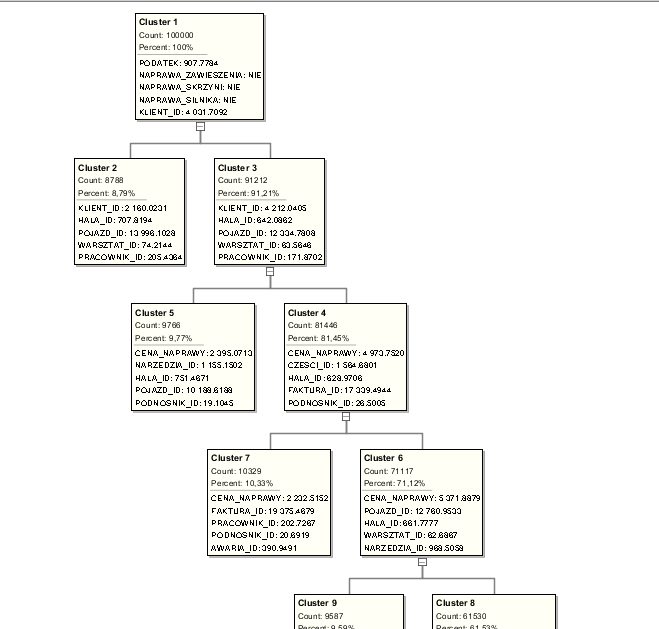 Cluster 1
Count: 100000
Percent: 100%
PODATEK: 907.7784
NAPRAWA_ZAWIESZENIA: NIE
NAPRAWA_SKRZYNI: NIE
NAPRAWA_SILNIKA: NIE
KLIENT_ID: 4 031.7092
Cluster 2
Count: 8788
Percent: 8,79%
KLIENT_ID: 2 160.0231
HALA_ID: 707.8194
POJAZD_ID: 13 996.1028
WARSZTAT_ID: 74.2144
PRACOWNIK_ID: 205.4364
Cluster 3
Count: 91212
Percent: 91,21%
KLIENT_ID: 4 212.0405
HALA_ID: 642.0862
POJAZD_ID: 12 334.7808
WARSZTAT_ID: 63.5646
PRACOWNIK_ID: 171.8702
Cluster 5
Count: 9766
Percent: 9,77%
CENA_NAPRAWY: 2 395.0713
NARZEDZIA_ID: 1 155.1502
HALA_ID: 751.4671
POJAZD_ID: 10 188.6188
PODNOSNIK_ID: 19.1045
Cluster 4
Count: 81446
Percent: 81,45%
CENA_NAPRAWY: 4 973.7520
CZESCI_ID: 1 564.6801
HALA_ID: 628.9706
FAKTURA_ID: 17 339.4944
PODNOSNIK_ID: 26.5005
Cluster 7
Count: 10329
Percent: 10,33%
CENA_NAPRAWY: 2 232.5152
FAKTURA_ID: 19 375.4679
PRACOWNIK_ID: 202.7267
PODNOSNIK_ID: 20.6919
AWARIA_ID: 390.9491
Cluster 6
Count: 71117
Percent: 71,12%
CENA_NAPRAWY: 5 371.8879
POJAZD_ID: 12 760.9533
HALA_ID: 661.7777
WARSZTAT_ID: 62.6867
NARZEDZIA_ID: 968.5058
Cluster 9
Count: 9587
Percent: 9,59%
Cluster 8
Count: 61530
Percent: 61,53%